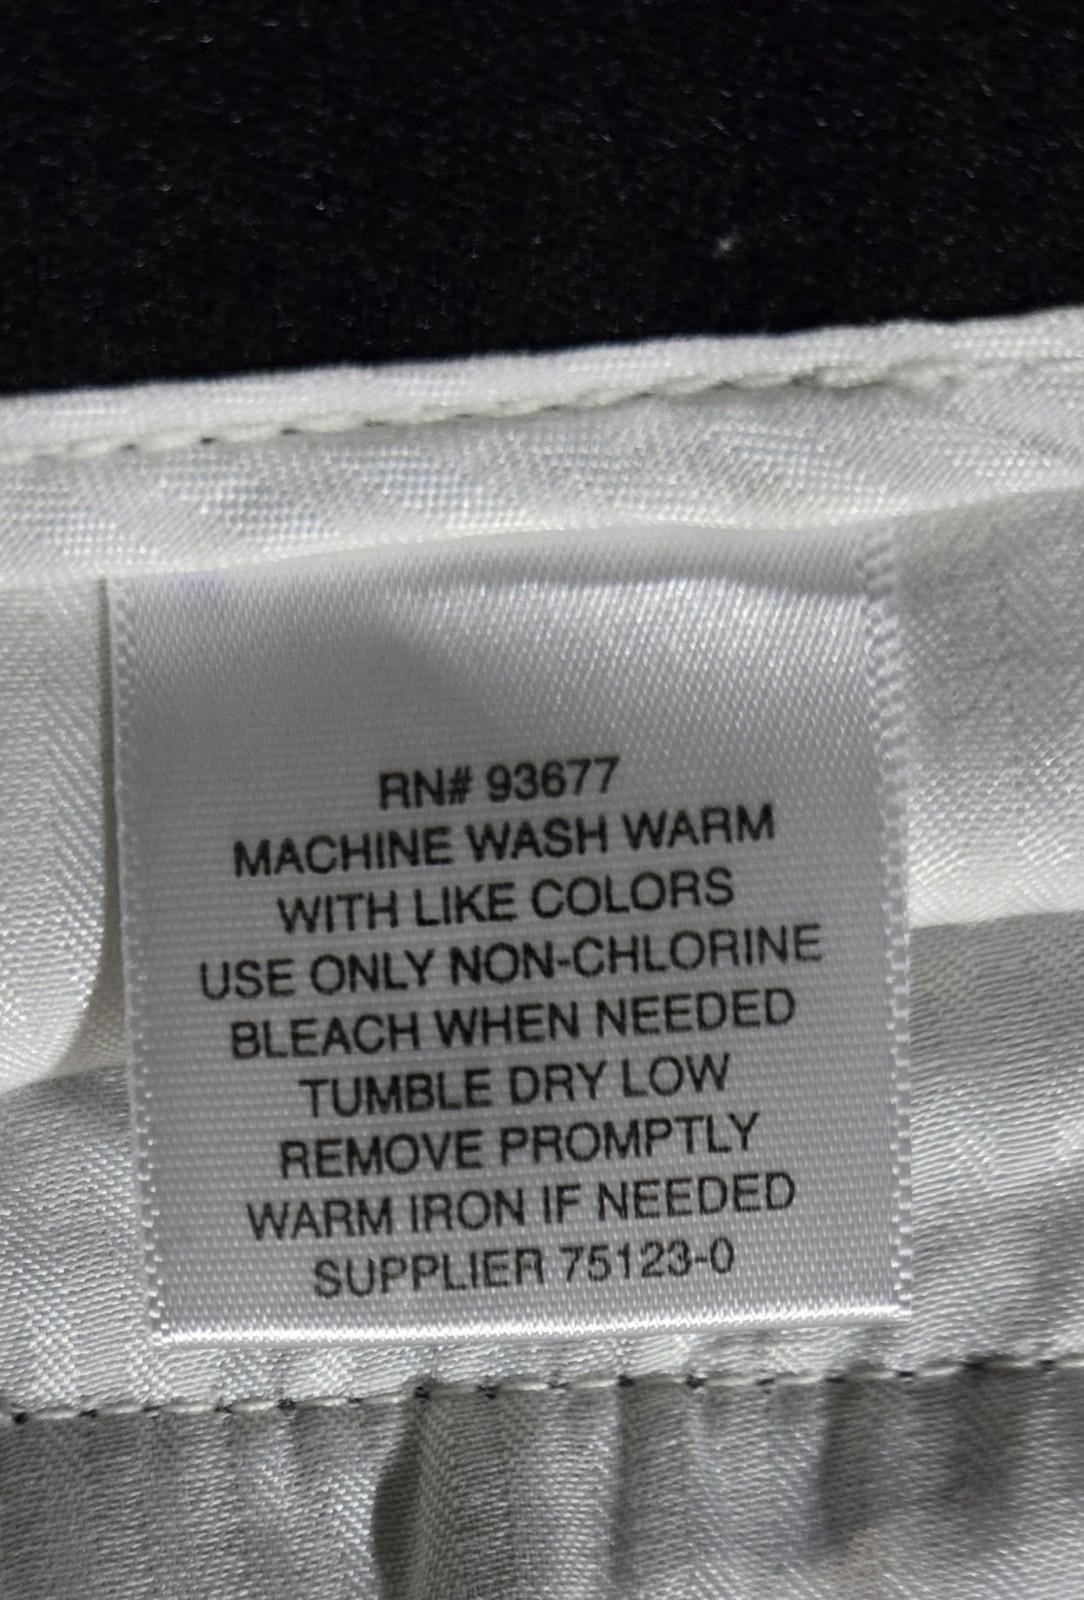 RN# 93677
MACHINE WASH WARM
WITH LIKE COLORS
USE ONLY NON-CHLORINE
BLEACH WHEN NEEDED
TUMBLE DRY LOW
REMOVE PROMPTLY
WARM IRON IF NEEDED
SUPPLIER 75123-0